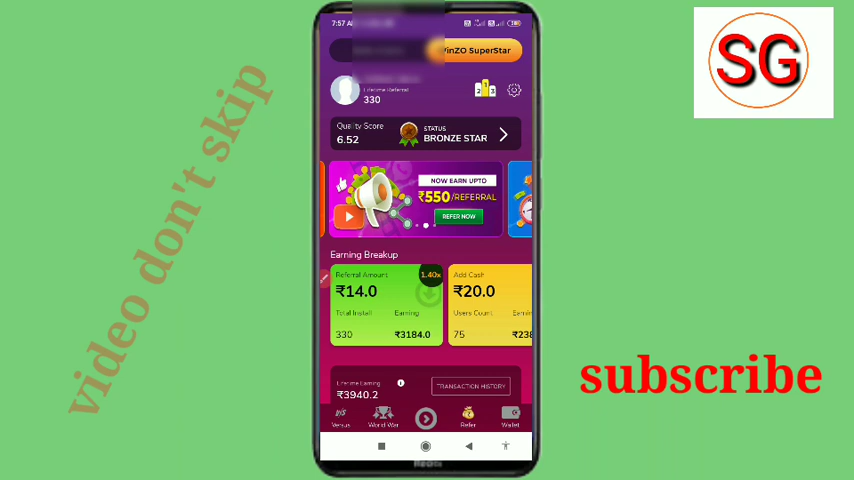 7:57 A
WinZO SuperStar
Lifetime Referral
330
Quality Score
6.52
STATUS
BRONZE STAR
NOW EARN UPTO
₹550/REFERRAL
REFER NOW
Earning Breakup
Referral Amount
1.40x
₹14.0
Total Install
Earning
330
₹3184.0
Add Cash
₹20.0
Users Count
Earnin
75
₹238
Lifetime Earning
₹3940.2
TRANSACTION HISTORY
Versus
World War
Refer
Wallet
video don't skip
SG
subscribe